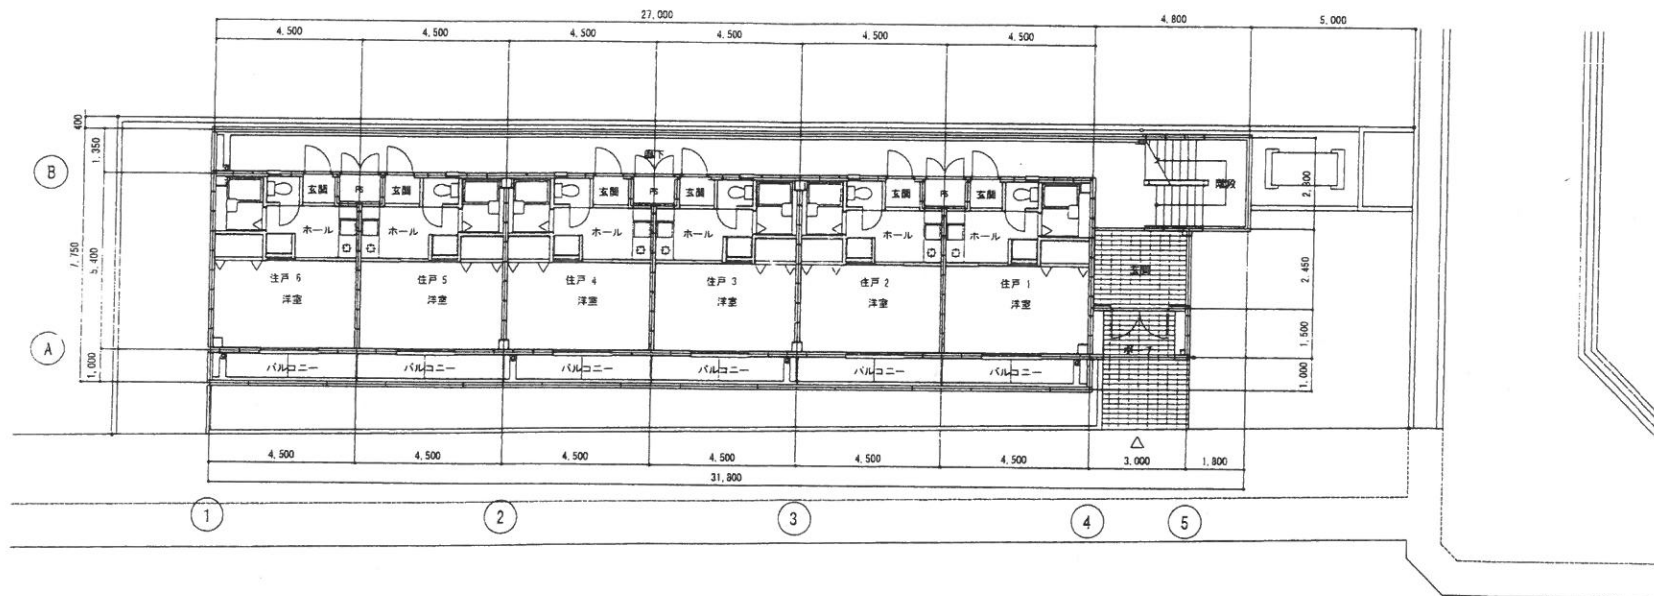 27,000
4,800
5,000
4,500 4,500 4,500 4,500 4,500 4,500
400
1,350
7,750
5,400
1,000
B
A
廊下
階段
玄関 PS 玄関 玄関 PS 玄関 玄関 PS 玄関
ホール ホール ホール ホール ホール ホール
住戸 6 住戸 5 住戸 4 住戸 3 住戸 2 住戸 1
洋室 洋室 洋室 洋室 洋室 洋室
玄関
ポーチ
バルコニー バルコニー バルコニー バルコニー バルコニー バルコニー
2,800
2,450
1,500
1,000
4,500 4,500 4,500 4,500 4,500 4,500 3,000 1,800
31,800
1 2 3 4 5